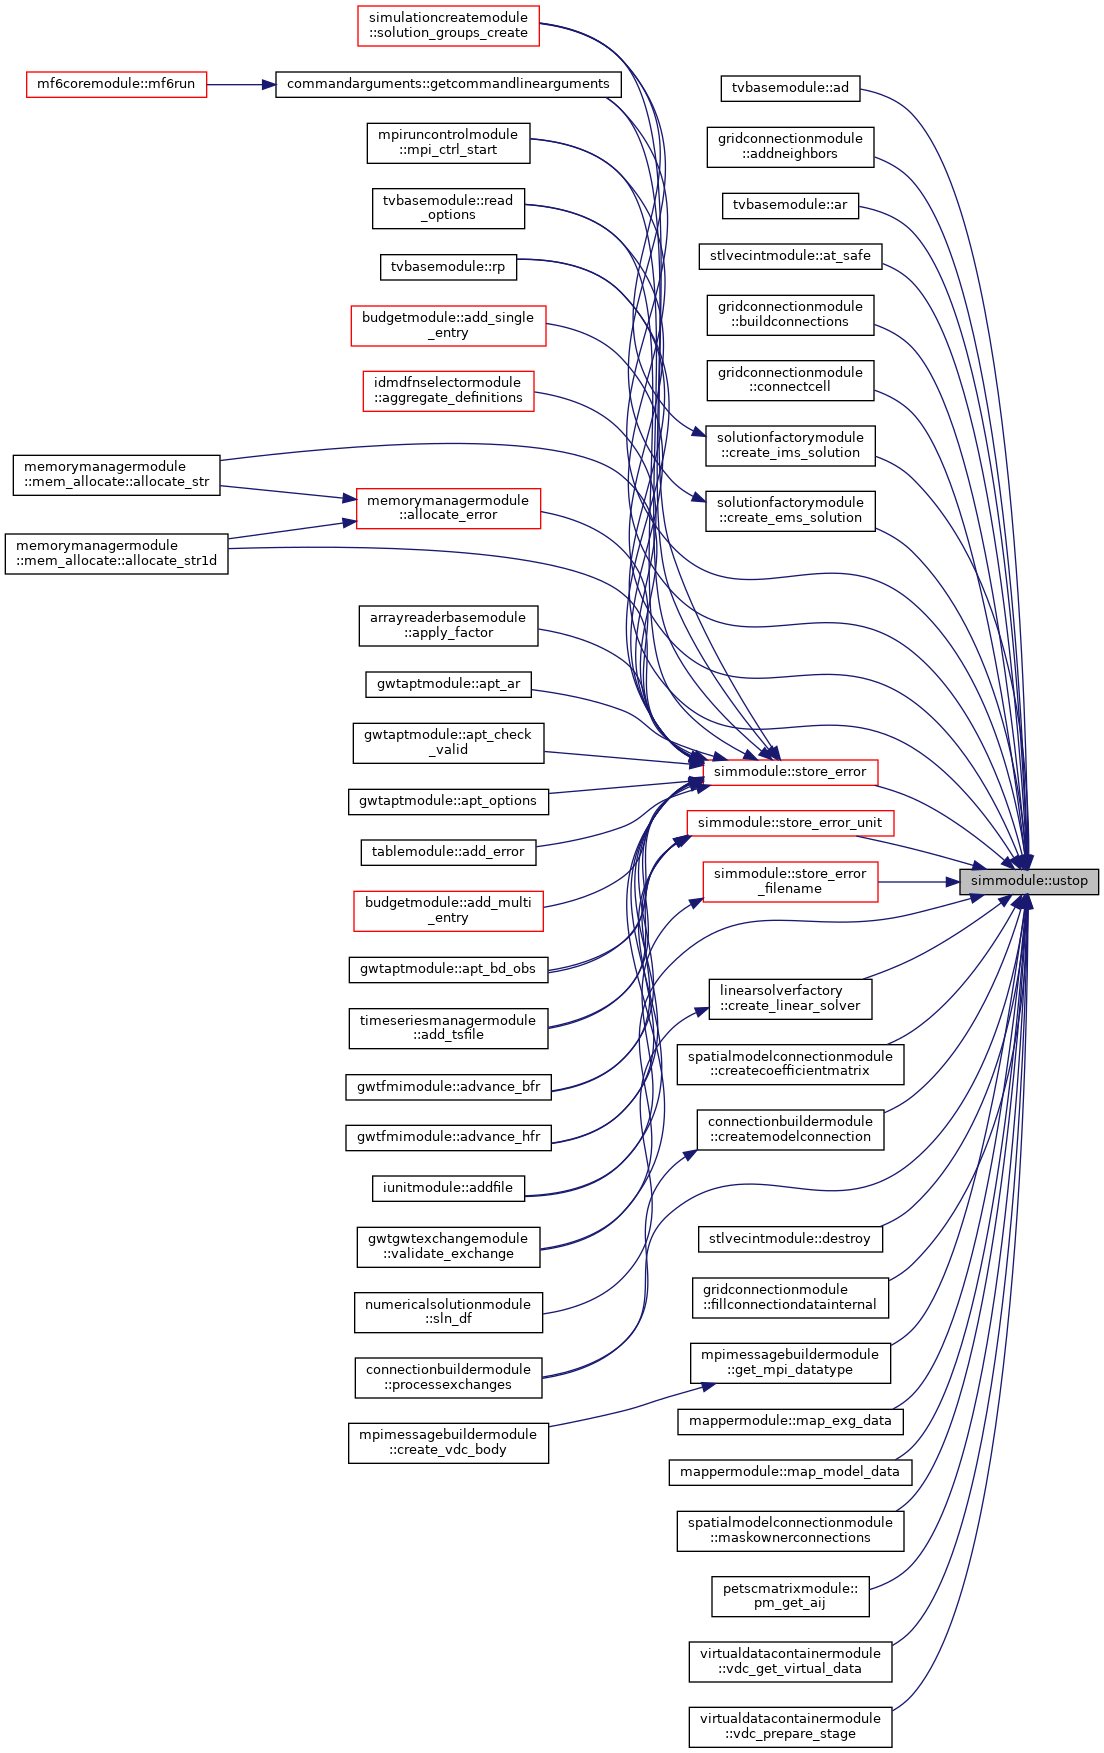 simulationcreatemodule
::solution_groups_create
mf6coremodule::mf6run
commandarguments::getcommandlinearguments
mpiruncontrolmodule
::mpi_ctrl_start
tvbasemodule::read
_options
tvbasemodule::rp
budgetmodule::add_single
_entry
idmdfnselectormodule
::aggregate_definitions
memorymanagermodule
::mem_allocate::allocate_str
memorymanagermodule
::allocate_error
memorymanagermodule
::mem_allocate::allocate_str1d
arrayreaderbasemodule
::apply_factor
gwtaptmodule::apt_ar
gwtaptmodule::apt_check
_valid
gwtaptmodule::apt_options
tablemodule::add_error
budgetmodule::add_multi
_entry
gwtaptmodule::apt_bd_obs
timeseriesmanagermodule
::add_tsfile
gwtfmimodule::advance_bfr
gwtfmimodule::advance_hfr
iunitmodule::addfile
gwtgwtexchangemodule
::validate_exchange
numericalsolutionmodule
::sln_df
connectionbuildermodule
::processexchanges
mpimessagebuildermodule
::create_vdc_body
tvbasemodule::ad
gridconnectionmodule
::addneighbors
tvbasemodule::ar
stlvecintmodule::at_safe
gridconnectionmodule
::buildconnections
gridconnectionmodule
::connectcell
solutionfactorymodule
::create_ims_solution
solutionfactorymodule
::create_ems_solution
simmodule::store_error
simmodule::store_error_unit
simmodule::store_error
_filename
linearsolverfactory
::create_linear_solver
spatialmodelconnectionmodule
::createcoefficientmatrix
connectionbuildermodule
::createmodelconnection
stlvecintmodule::destroy
gridconnectionmodule
::fillconnectiondatainternal
mpimessagebuildermodule
::get_mpi_datatype
mappermodule::map_exg_data
mappermodule::map_model_data
spatialmodelconnectionmodule
::maskownerconnections
petscmatrixmodule::
pm_get_aij
virtualdatacontainermodule
::vdc_get_virtual_data
virtualdatacontainermodule
::vdc_prepare_stage
simmodule::ustop